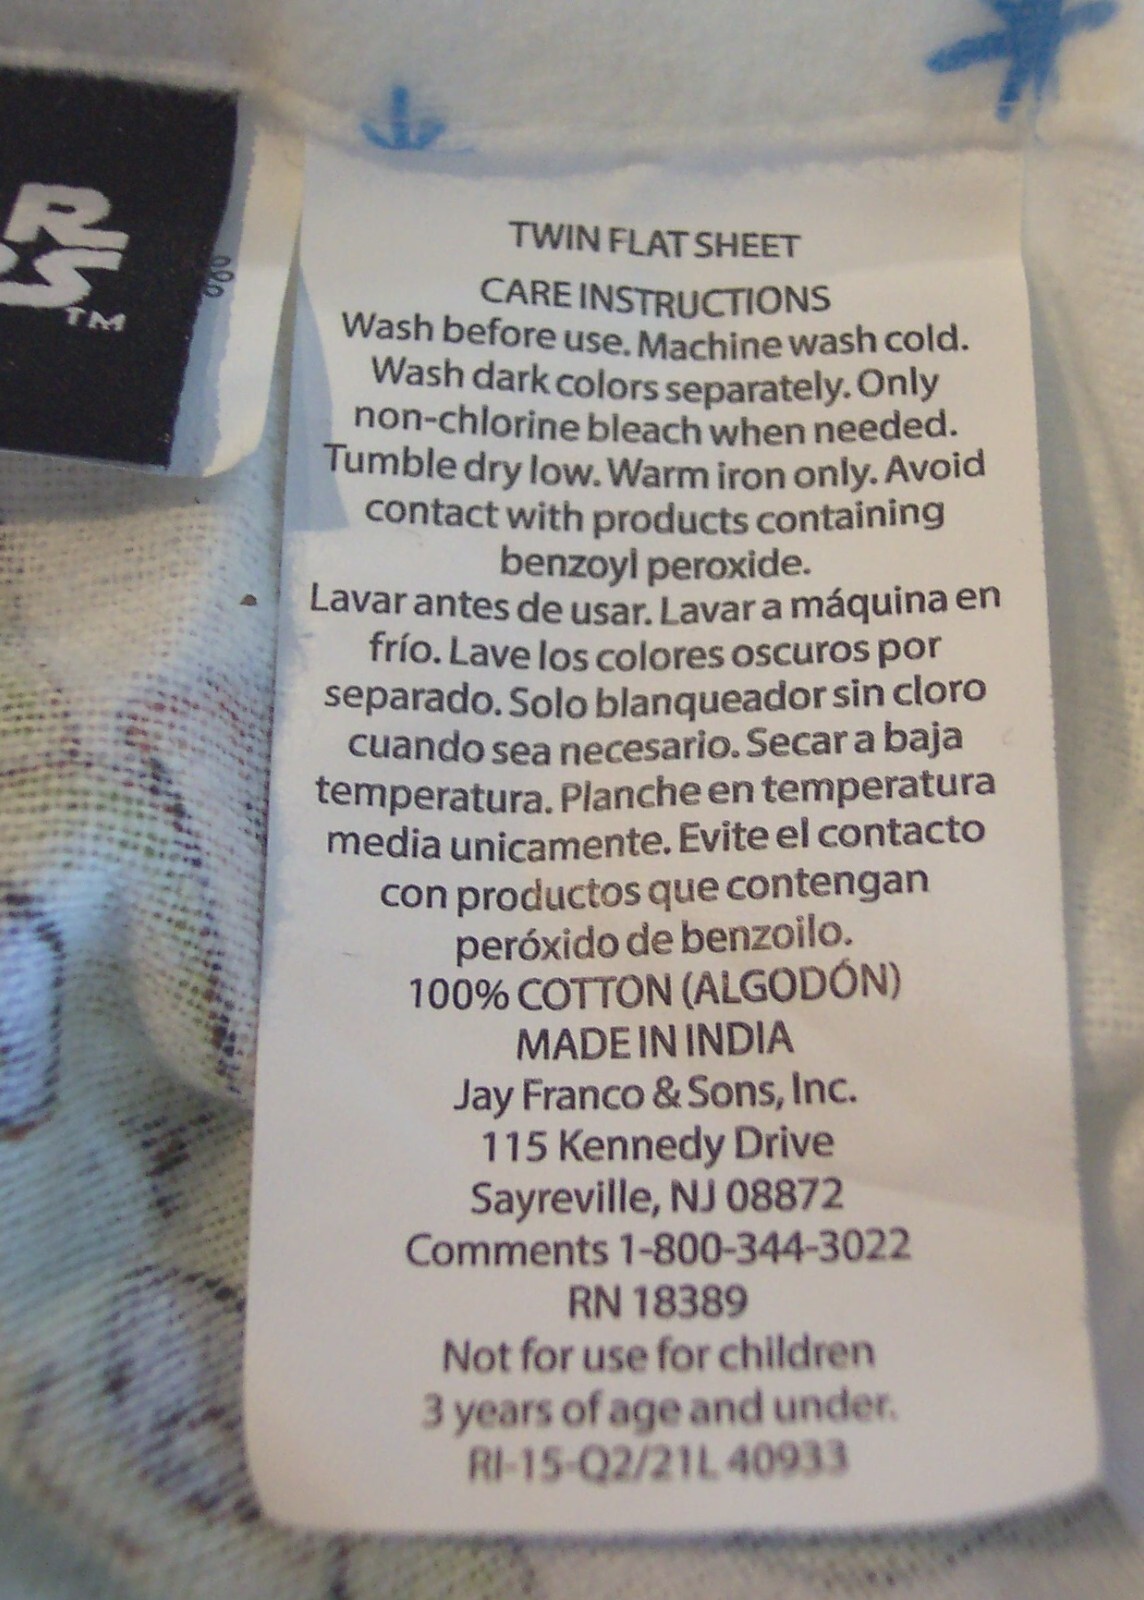 R
RS
TM
TWIN FLAT SHEET
CARE INSTRUCTIONS
Wash before use. Machine wash cold.
Wash dark colors separately. Only
non-chlorine bleach when needed.
Tumble dry low. Warm iron only. Avoid
contact with products containing
benzoyl peroxide.
Lavar antes de usar. Lavar a máquina en
frío. Lave los colores oscuros por
separado. Solo blanqueador sin cloro
cuando sea necesario. Secar a baja
temperatura. Planche en temperatura
media unicamente. Evite el contacto
con productos que contengan
peróxido de benzoilo.
100% COTTON (ALGODÓN)
MADE IN INDIA
Jay Franco & Sons, Inc.
115 Kennedy Drive
Sayreville, NJ 08872
Comments 1-800-344-3022
RN 18389
Not for use for children
3 years of age and under.
RI-15-Q2/21L 40933